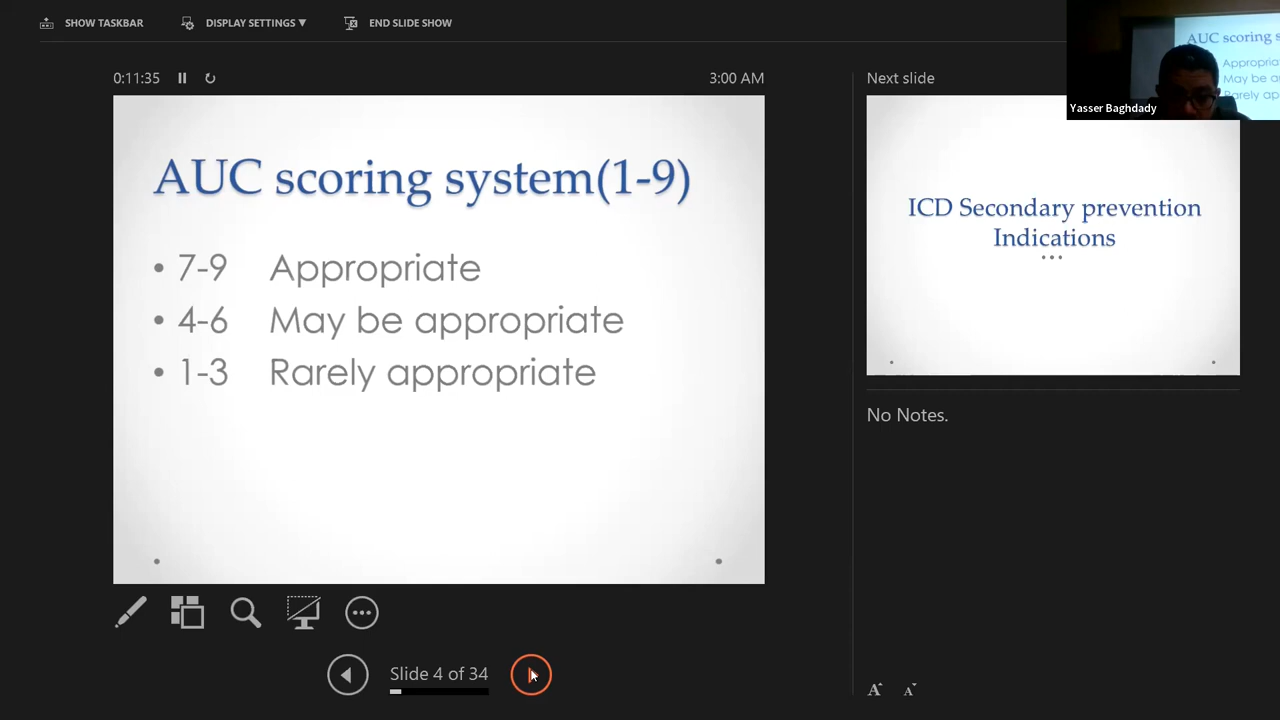 SHOW TASKBAR
DISPLAY SETTINGS ▼
END SLIDE SHOW
0:11:35
3:00 AM
AUC scoring system(1-9)
• 7-9 Appropriate
• 4-6 May be appropriate
• 1-3 Rarely appropriate
Slide 4 of 34
Next slide
ICD Secondary prevention
Indications
No Notes.
AUC scoring
Appropria
May be a
Rarely ap
Yasser Baghdady